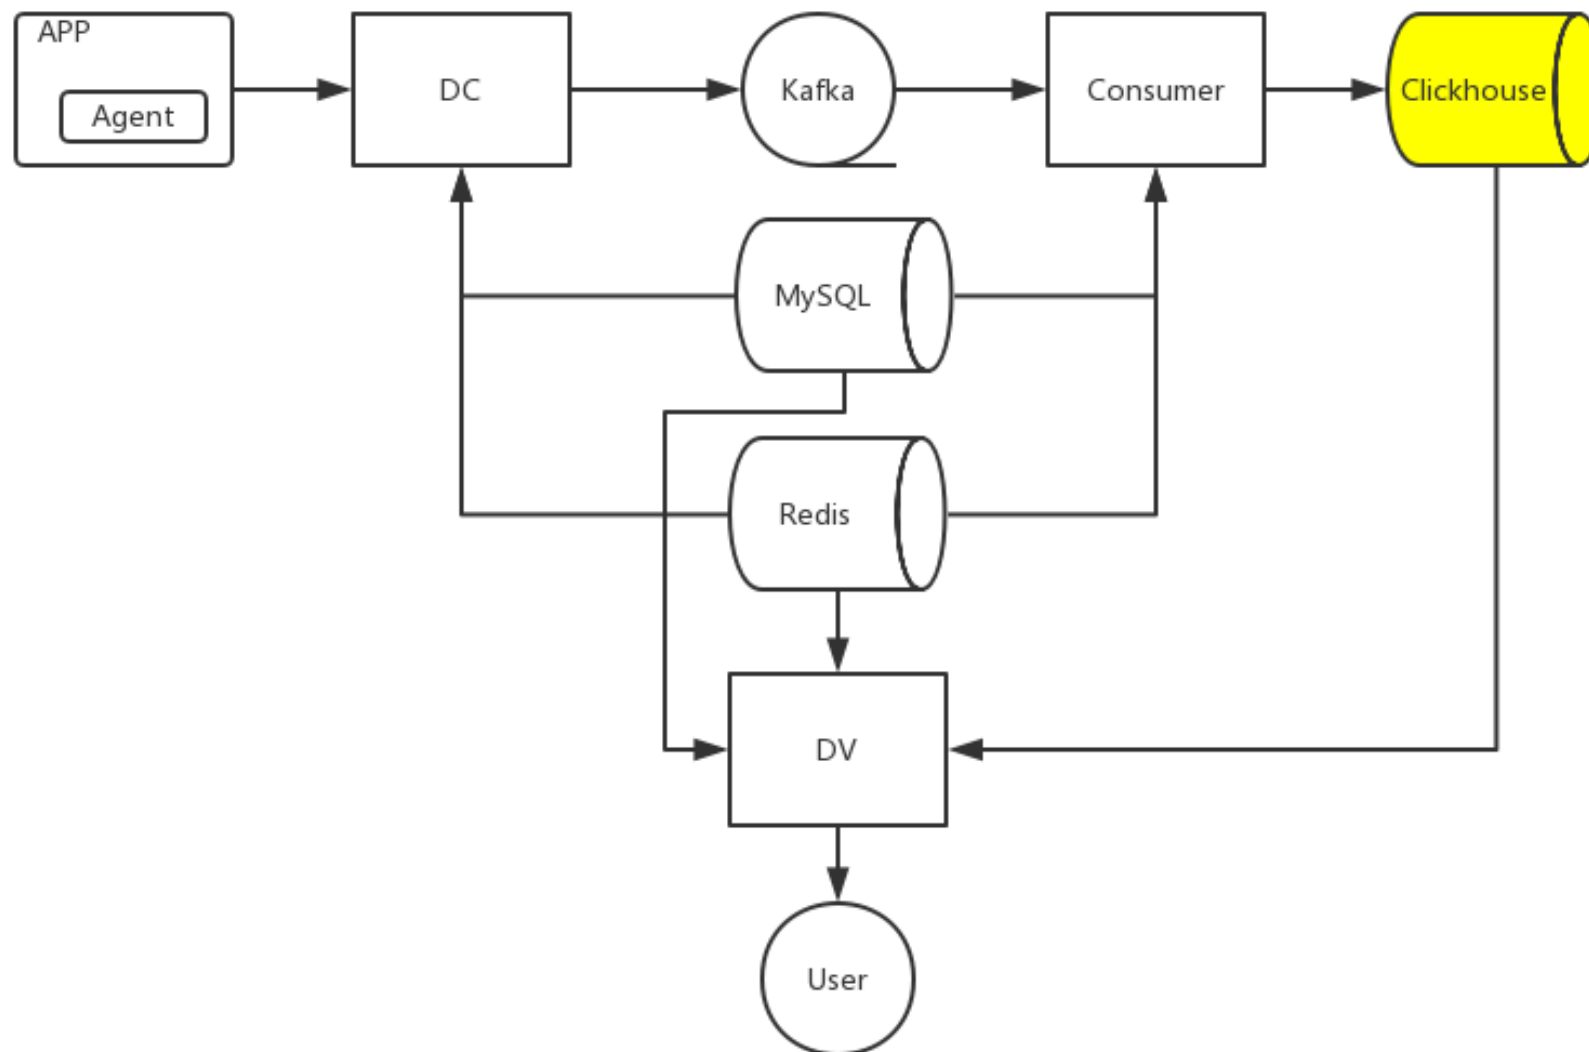 APP
Agent
DC
Kafka
Consumer
Clickhouse
MySQL
Redis
DV
User